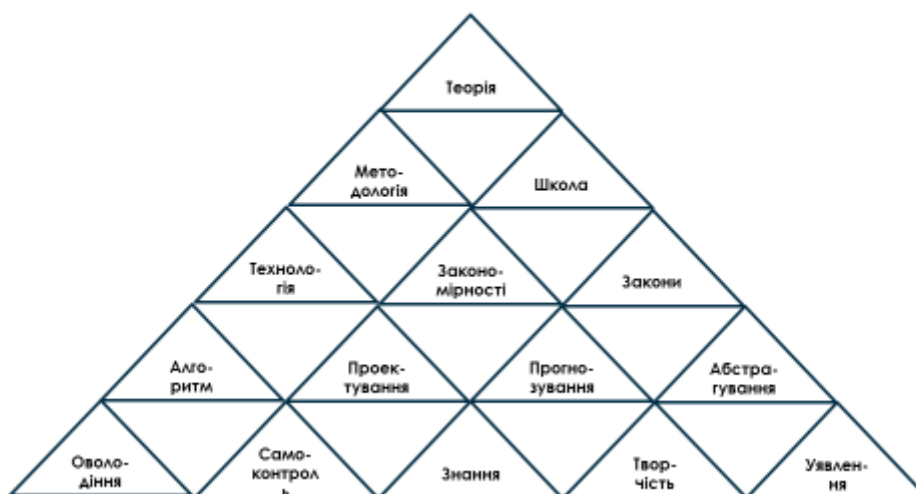 Теорія
Мето-
дологія
Школа
Техноло-
гія
Законо-
мірності
Закони
Алго-
ритм
Проек-
тування
Прогно-
зування
Абстра-
гування
Оволо-
діння
Само-
контрол
ь
Знання
Твор-
чість
Уявлен-
ня